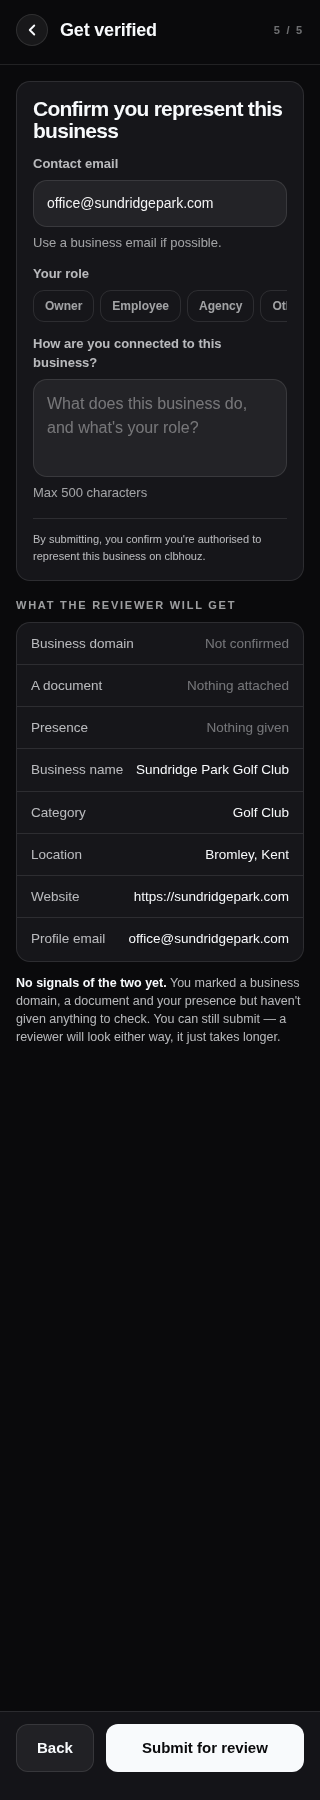 Get verified
5 / 5
Confirm you represent this
business
Contact email
office@sundridgepark.com
Use a business email if possible.
Your role
Owner Employee Agency
How are you connected to this
business?
What does this business do,
and what's your role?
Max 500 characters
By submitting, you confirm you're authorised to
represent this business on clbhouz.
WHAT THE REVIEWER WILL GET
Business domain Not confirmed
A document Nothing attached
Presence Nothing given
Business name Sundridge Park Golf Club
Category Golf Club
Location Bromley, Kent
Website https://sundridgepark.com
Profile email office@sundridgepark.com
No signals of the two yet. You marked a business
domain, a document and your presence but haven't
given anything to check. You can still submit — a
reviewer will look either way, it just takes longer.
Back Submit for review